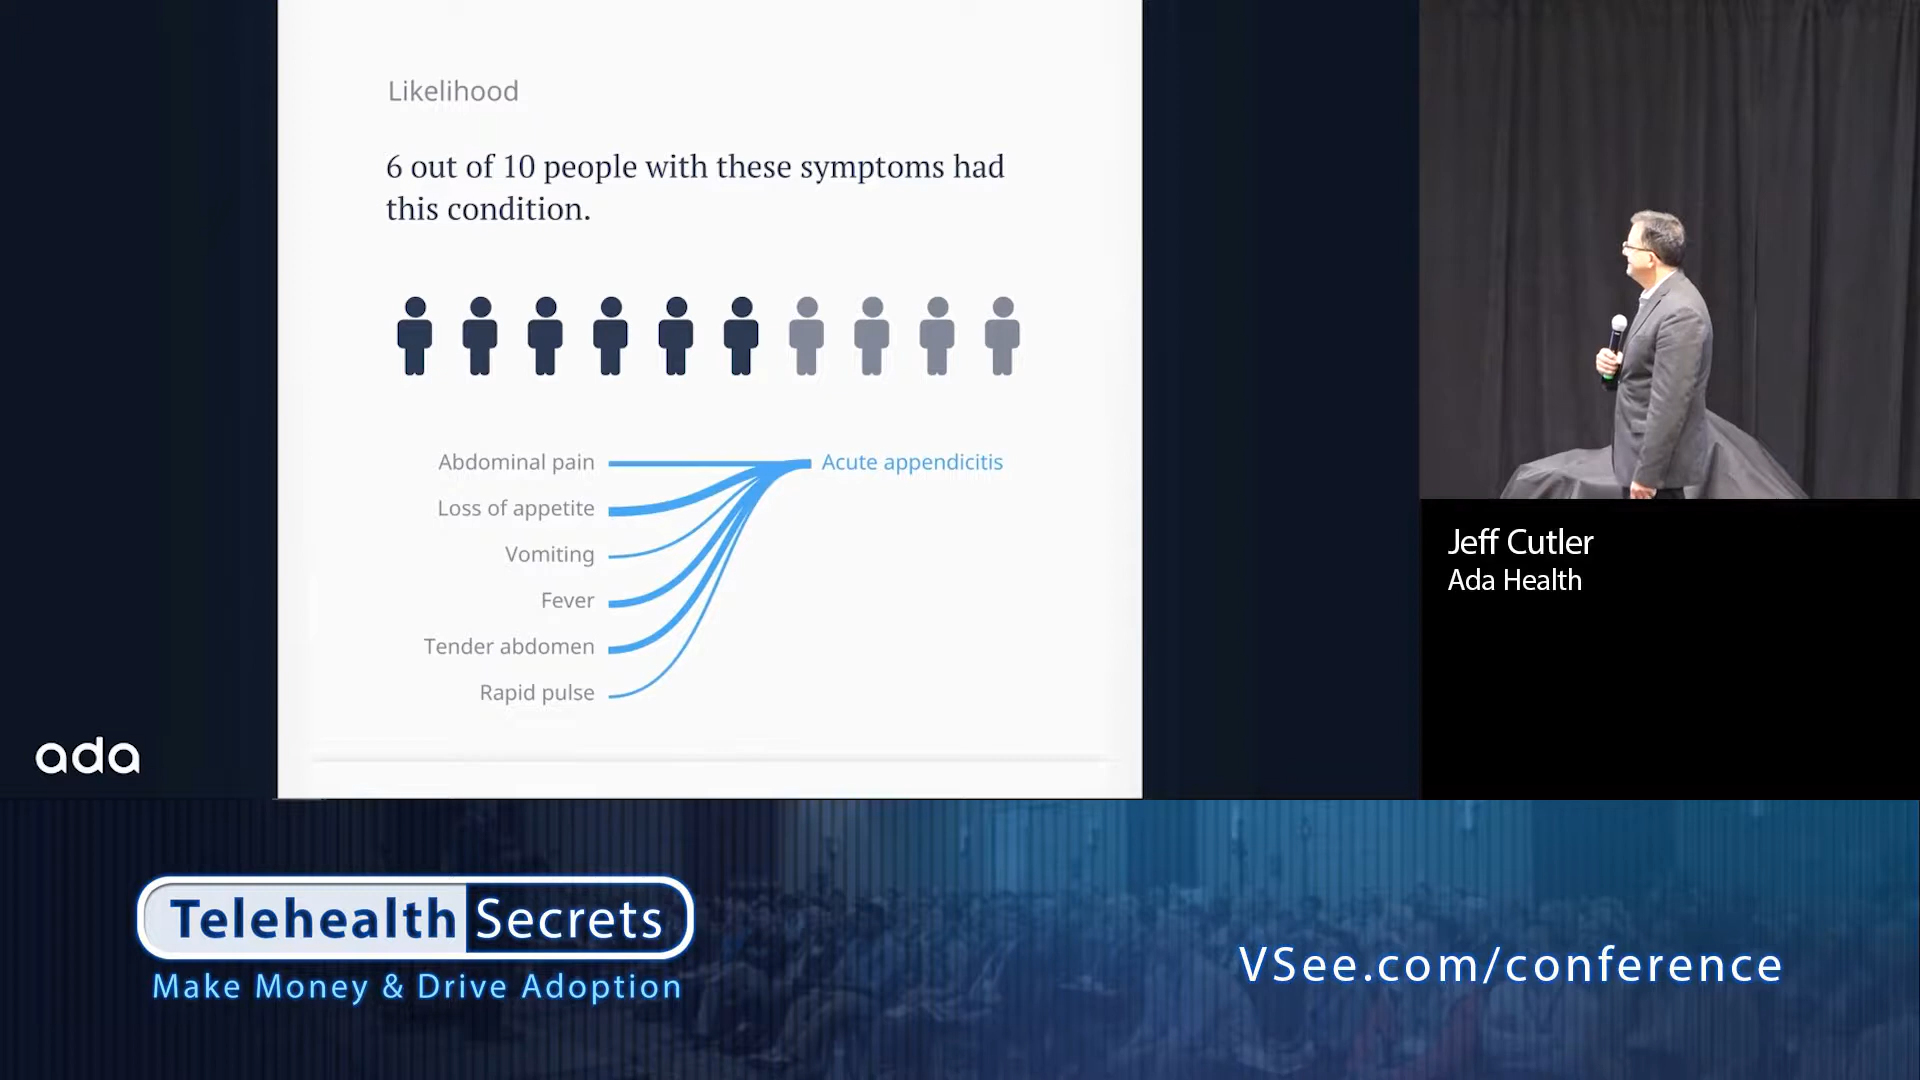 Likelihood
6 out of 10 people with these symptoms had
this condition.
Abdominal pain
Acute appendicitis
Loss of appetite
Vomiting
Fever
Tender abdomen
Rapid pulse
ada
Jeff Cutler
Ada Health
Telehealth Secrets
Make Money & Drive Adoption
VSee.com/conference